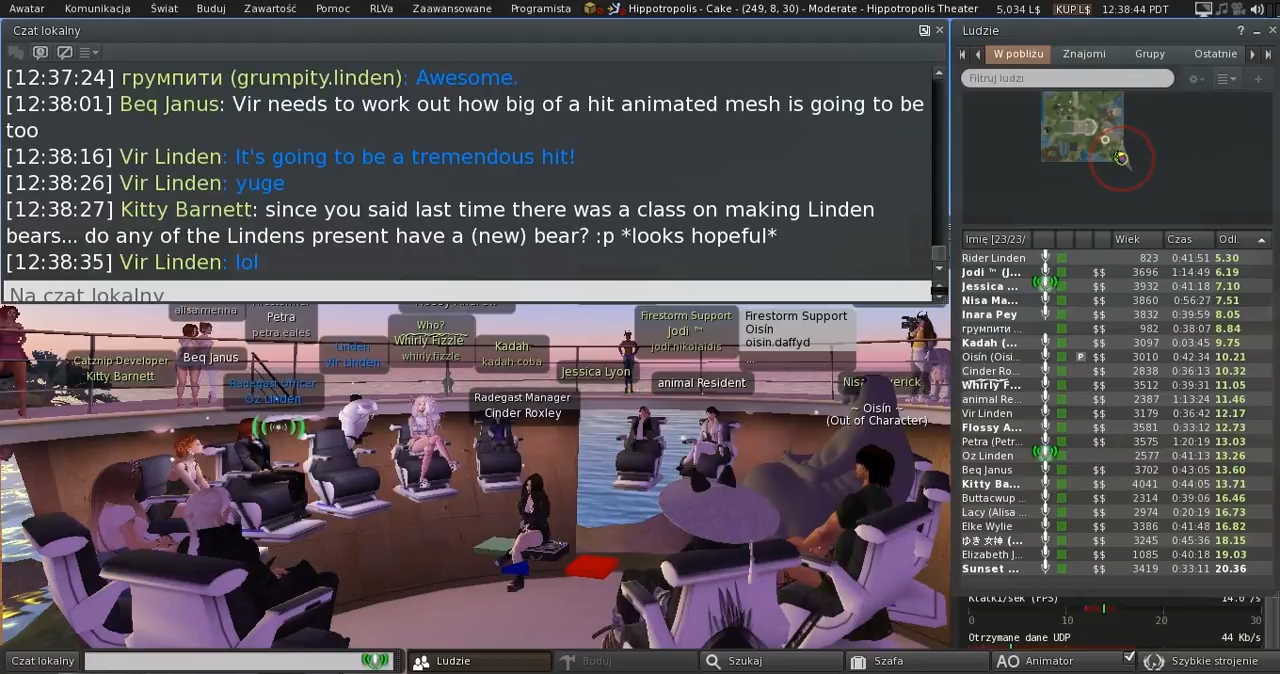 Awatar Komunikacja Świat Buduj Zawartość Pomoc RLVa Zaawansowane Programista Hippotropolis - Cake - (249, 8, 30) - Moderate - Hippotropolis Theater 5,034 L$ KUP L$ 12:38:44 PDT
Czat lokalny
[12:37:24] грумпити (grumpity.linden): Awesome.
[12:38:01] Beq Janus: Vir needs to work out how big of a hit animated mesh is going to be
too
[12:38:16] Vir Linden: It's going to be a tremendous hit!
[12:38:26] Vir Linden: yuge
[12:38:27] Kitty Barnett: since you said last time there was a class on making Linden
bears... do any of the Lindens present have a (new) bear? :p *looks hopeful*
[12:38:35] Vir Linden: lol
Na czat lokalny
alisa.menna
Petra
petra.eales
Catznip Developer
Kitty Barnett
Beq Janus
Radegast Officer
Oz Linden
Linden
Vir Linden
Who?
Whirly Fizzle
whirly.fizzle
Kadah
kadah.coba
Radegast Manager
Cinder Roxley
Jessica Lyon
Firestorm Support
Jodi ™
jodi.nikolaidis
animal Resident
Firestorm Support
Oisín
oisin.daffyd
...
~ Oisín ~
(Out of Character)
Ludzie
W pobliżu Znajomi Grupy Ostatnie
Filtruj ludzi
Imię [23/23/ Wiek Czas Odl.
Rider Linden 823 0:41:51 5.30
Jodi ™ (J... $$ 3696 1:14:49 6.19
Jessica ... $$ 3932 0:41:18 7.10
Nisa Ma... $$ 3860 0:56:27 7.51
Inara Pey $$ 3832 0:39:59 8.05
грумпити ... 982 0:38:07 8.84
Kadah (... $$ 3097 0:03:45 9.75
Oisín (Oisi... P $$ 3010 0:42:34 10.21
Cinder Ro... $$ 2838 0:36:13 10.32
Whirly F... $$ 3512 0:39:31 11.05
animal Re... $$ 2387 1:13:24 11.46
Vir Linden $$ 3179 0:36:42 12.17
Flossy A... $$ 3581 0:33:12 12.73
Petra (Petr... $$ 3575 1:20:19 13.03
Oz Linden 2577 0:41:13 13.26
Beq Janus $$ 3702 0:43:05 13.60
Kitty Ba... $$ 4041 0:44:05 13.71
Buttacwup ... $$ 2314 0:39:06 16.46
Lacy (Alisa ... $$ 2974 0:20:19 16.73
Elke Wylie $$ 3386 0:41:48 16.82
ゆき 女神 (... $$ 3245 0:45:36 18.15
Elizabeth J... $$ 1085 0:40:18 19.03
Sunset ... $$ 3419 0:33:11 20.36
Klatki/sek (FPS) 14.0 /s
0 10 20 30
Otrzymane dane UDP 44 Kb/s
Czat lokalny Ludzie Buduj Szukaj Szafa AO Animator Szybkie strojenie